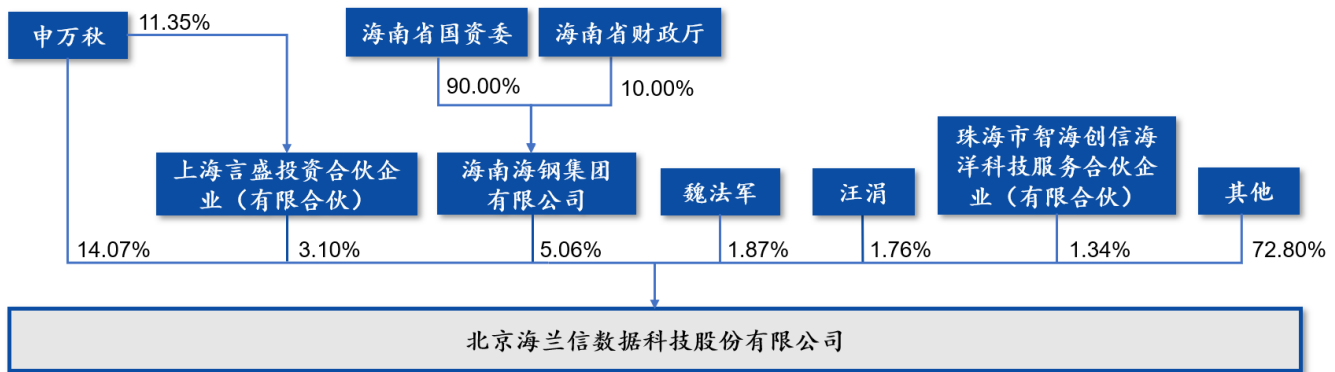 申万秋
11.35%
海南省国资委
海南省财政厅
90.00%
10.00%
上海言盛投资合伙企
业（有限合伙）
海南海钢集团
有限公司
魏法军
汪涓
珠海市智海创信海
洋科技服务合伙企
业（有限合伙）
其他
14.07%
3.10%
5.06%
1.87%
1.76%
1.34%
72.80%
北京海兰信数据科技股份有限公司